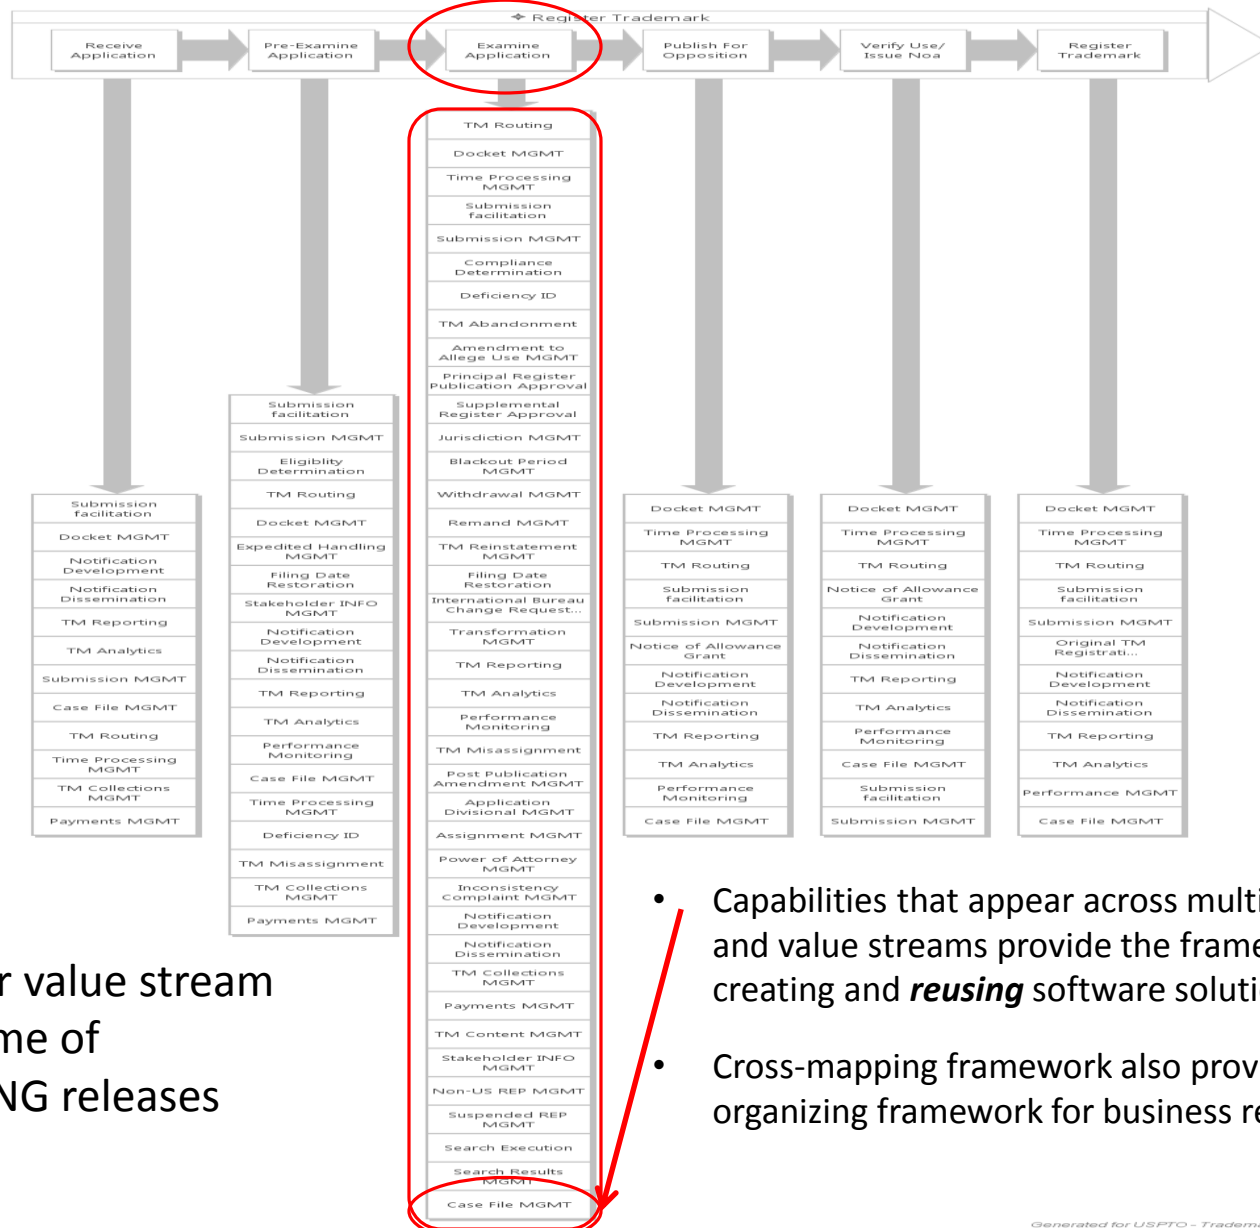 ✦ Register Trademark
Receive
Application
Pre-Examine
Application
Examine
Application
Publish For
Opposition
Verify Use/
Issue Noa
Register
Trademark
Submission
facilitation
Docket MGMT
Notification
Development
Notification
Dissemination
TM Reporting
TM Analytics
Submission MGMT
Case File MGMT
TM Routing
Time Processing
MGMT
TM Collections
MGMT
Payments MGMT
Submission
facilitation
Submission MGMT
Eligiblity
Determination
TM Routing
Docket MGMT
Expedited Handling
MGMT
Filing Date
Restoration
Stakeholder INFO
MGMT
Notification
Development
Notification
Dissemination
TM Reporting
TM Analytics
Performance
Monitoring
Case File MGMT
Time Processing
MGMT
Deficiency ID
TM Misassignment
TM Collections
MGMT
Payments MGMT
TM Routing
Docket MGMT
Time Processing
MGMT
Submission
facilitation
Submission MGMT
Compliance
Determination
Deficiency ID
TM Abandonment
Amendment to
Allege Use MGMT
Principal Register
Publication Approval
Supplemental
Register Approval
Jurisdiction MGMT
Blackout Period
MGMT
Withdrawal MGMT
Remand MGMT
TM Reinstatement
MGMT
Filing Date
Restoration
International Bureau
Change Request...
Transformation
MGMT
TM Reporting
TM Analytics
Performance
Monitoring
TM Misassignment
Post Publication
Amendment MGMT
Application
Divisional MGMT
Assignment MGMT
Power of Attorney
MGMT
Inconsistency
Complaint MGMT
Notification
Development
Notification
Dissemination
TM Collections
MGMT
Payments MGMT
TM Content MGMT
Stakeholder INFO
MGMT
Non-US REP MGMT
Suspended REP
MGMT
Search Execution
Search Results
MGMT
Case File MGMT
Docket MGMT
Time Processing
MGMT
TM Routing
Submission
facilitation
Submission MGMT
Notice of Allowance
Grant
Notification
Development
Notification
Dissemination
TM Reporting
TM Analytics
Performance
Monitoring
Case File MGMT
Docket MGMT
Time Processing
MGMT
TM Routing
Notice of Allowance
Grant
Notification
Development
Notification
Dissemination
TM Reporting
TM Analytics
Performance
Monitoring
Case File MGMT
Submission
facilitation
Submission MGMT
Docket MGMT
Time Processing
MGMT
TM Routing
Submission
facilitation
Submission MGMT
Original TM
Registrati...
Notification
Development
Notification
Dissemination
TM Reporting
TM Analytics
Performance MGMT
Case File MGMT
r value stream
me of
NG releases
• Capabilities that appear across multi
and value streams provide the frame
creating and reusing software soluti
• Cross-mapping framework also prov
organizing framework for business re
Generated for USPTO - Tradem